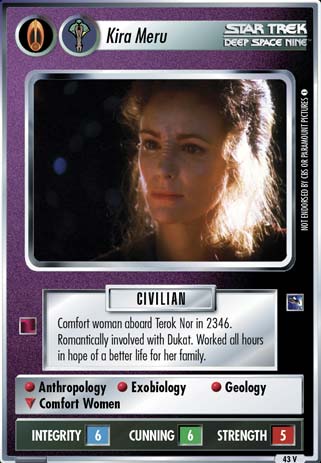 Kira Meru
STAR TREK
DEEP SPACE NINE
NOT ENDORSED BY CBS OR PARAMOUNT PICTURES
CIVILIAN
Comfort woman aboard Terok Nor in 2346.
Romantically involved with Dukat. Worked all hours
in hope of a better life for her family.
Anthropology Exobiology Geology
Comfort Women
INTEGRITY 6 CUNNING 6 STRENGTH 5
43 V